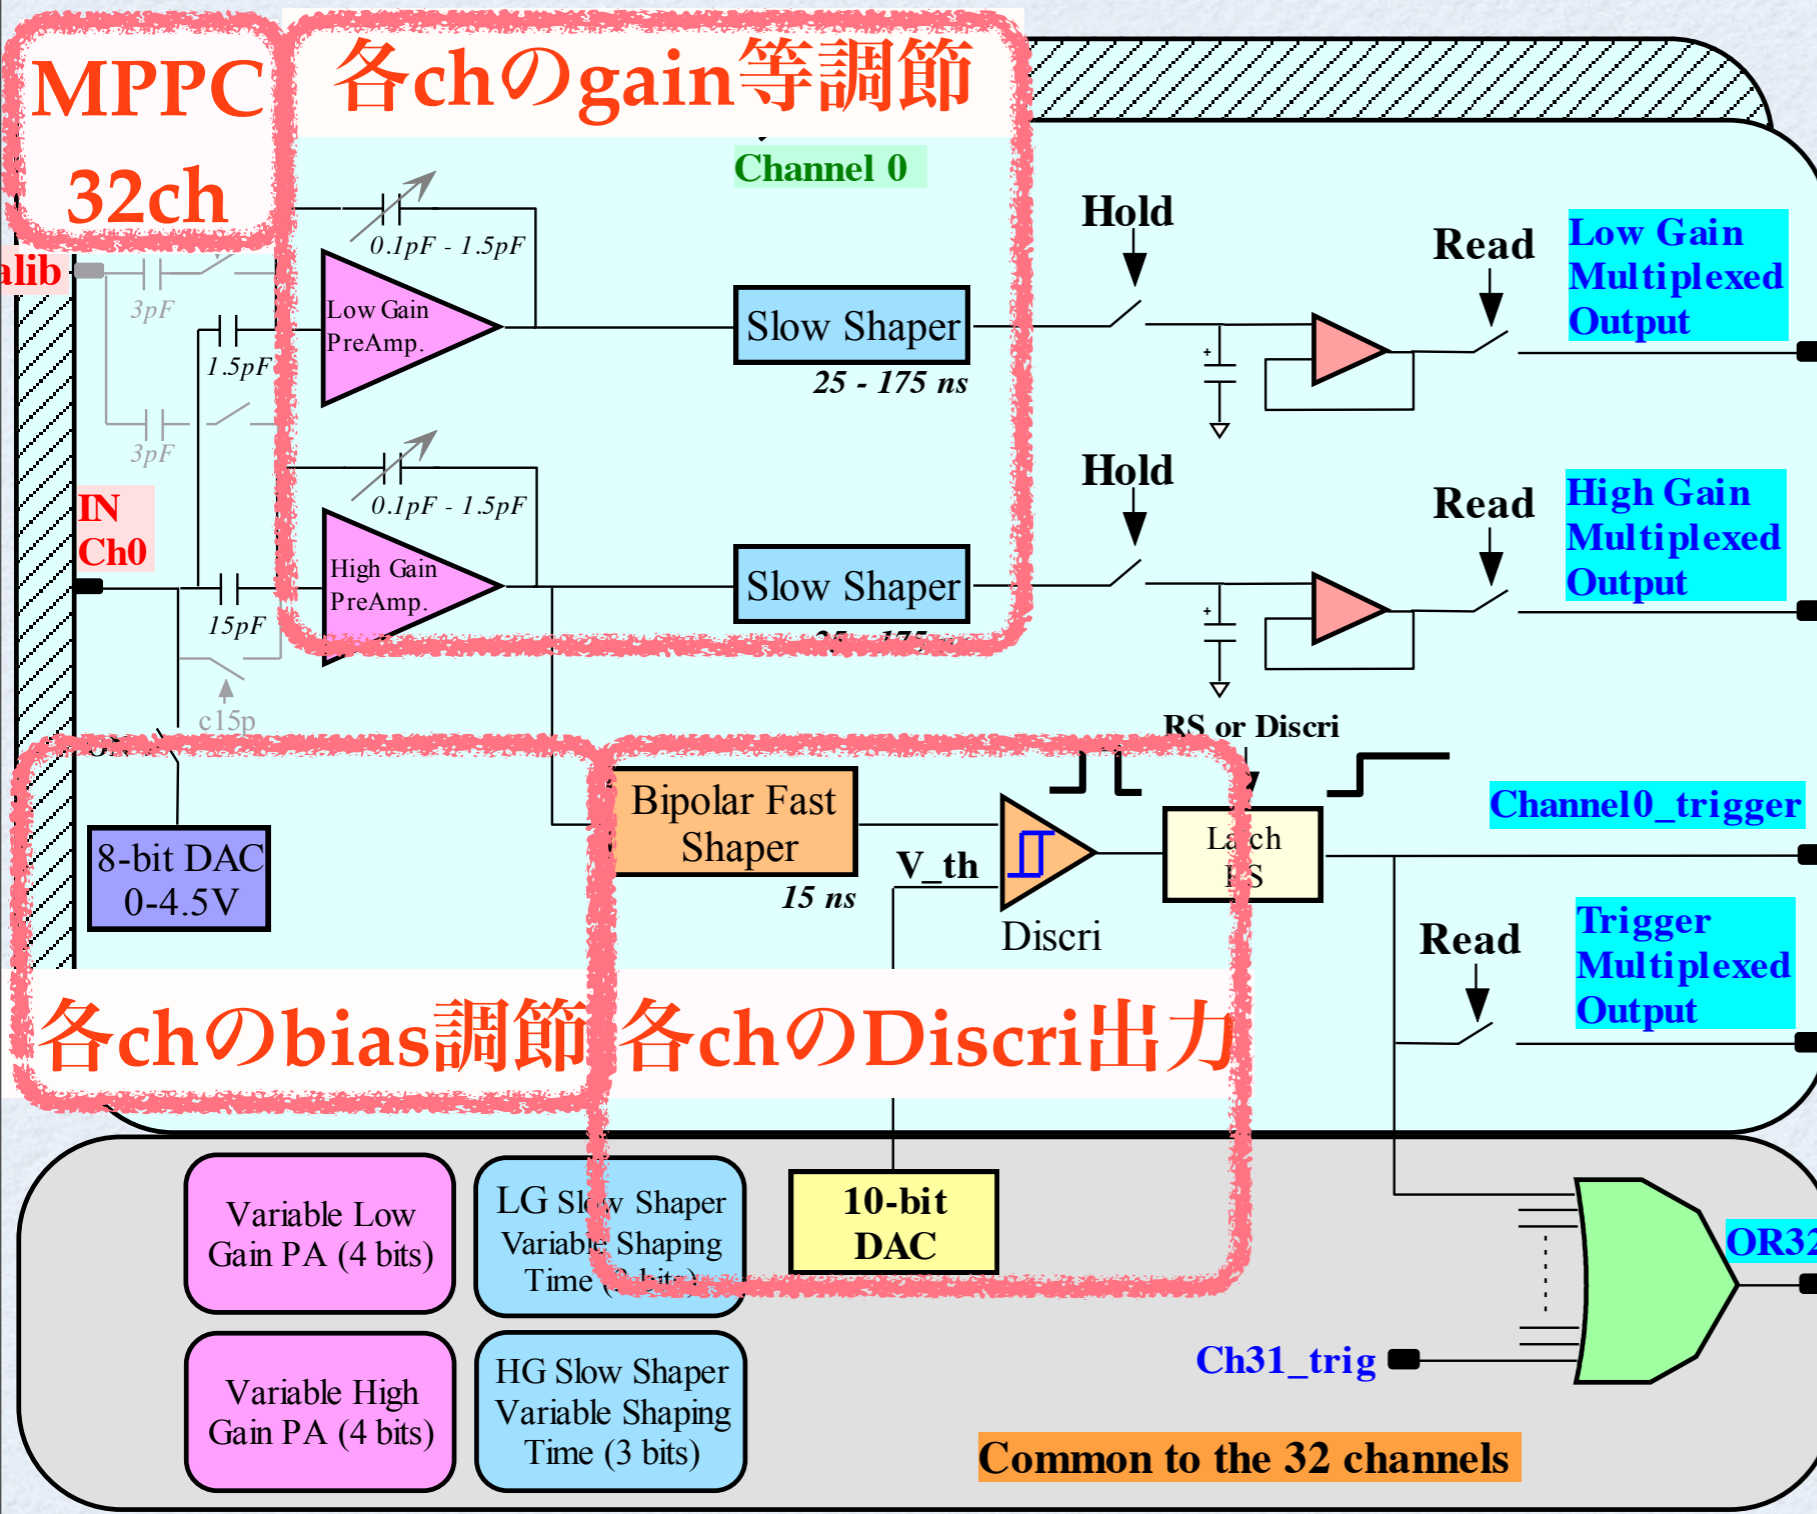 MPPC
32ch
各chのgain等調節
Channel 0
0.1pF - 1.5pF
Low Gain
PreAmp.
Slow Shaper
25 - 175 ns
Hold
Read
Low Gain
Multiplexed
Output
alib
3pF
1.5pF
3pF
IN
Ch0
15pF
c15p
0.1pF - 1.5pF
High Gain
PreAmp.
Slow Shaper
25 - 175
Hold
Read
High Gain
Multiplexed
Output
RS or Discri
8-bit DAC
0-4.5V
各chのbias調節
Bipolar Fast
Shaper
15 ns
V_th
Discri
Latch
RS
各chのDiscri出力
Channel0_trigger
Read
Trigger
Multiplexed
Output
Variable Low
Gain PA (4 bits)
LG Slow Shaper
Variable Shaping
Time
10-bit
DAC
OR32
Variable High
Gain PA (4 bits)
HG Slow Shaper
Variable Shaping
Time (3 bits)
Ch31_trig
Common to the 32 channels